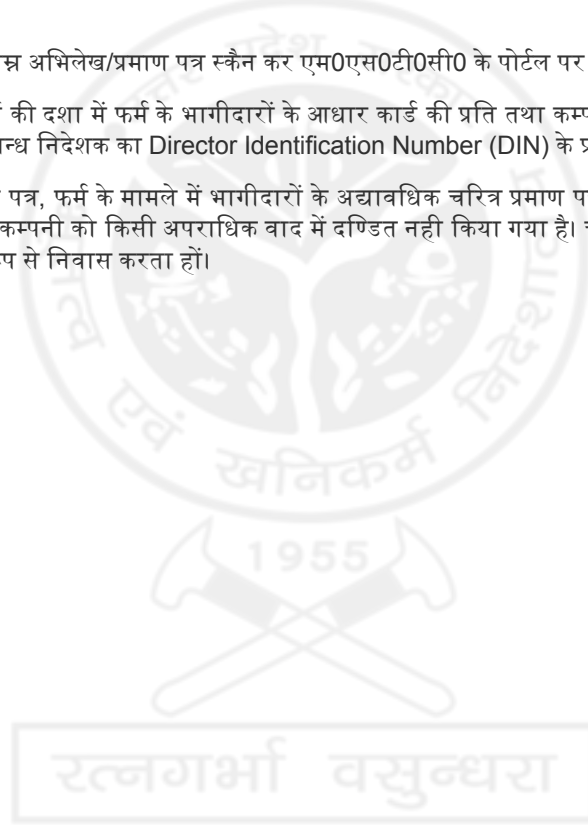 म्न अभिलेख/प्रमाण पत्र स्कैन कर एम0एस0टी0सी0 के पोर्टल पर
की दशा में फर्म के भागीदारों के आधार कार्ड की प्रति तथा कम्प
न्ध निदेशक का Director Identification Number (DIN) के प्र
पत्र, फर्म के मामले में भागीदारों के अद्यावधिक चरित्र प्रमाण प
कम्पनी को किसी अपराधिक वाद में दण्डित नही किया गया है।
प से निवास करता हों।
एवं खनिकर्म निदेशा
1955
रत्नगर्भा वसुन्धरा